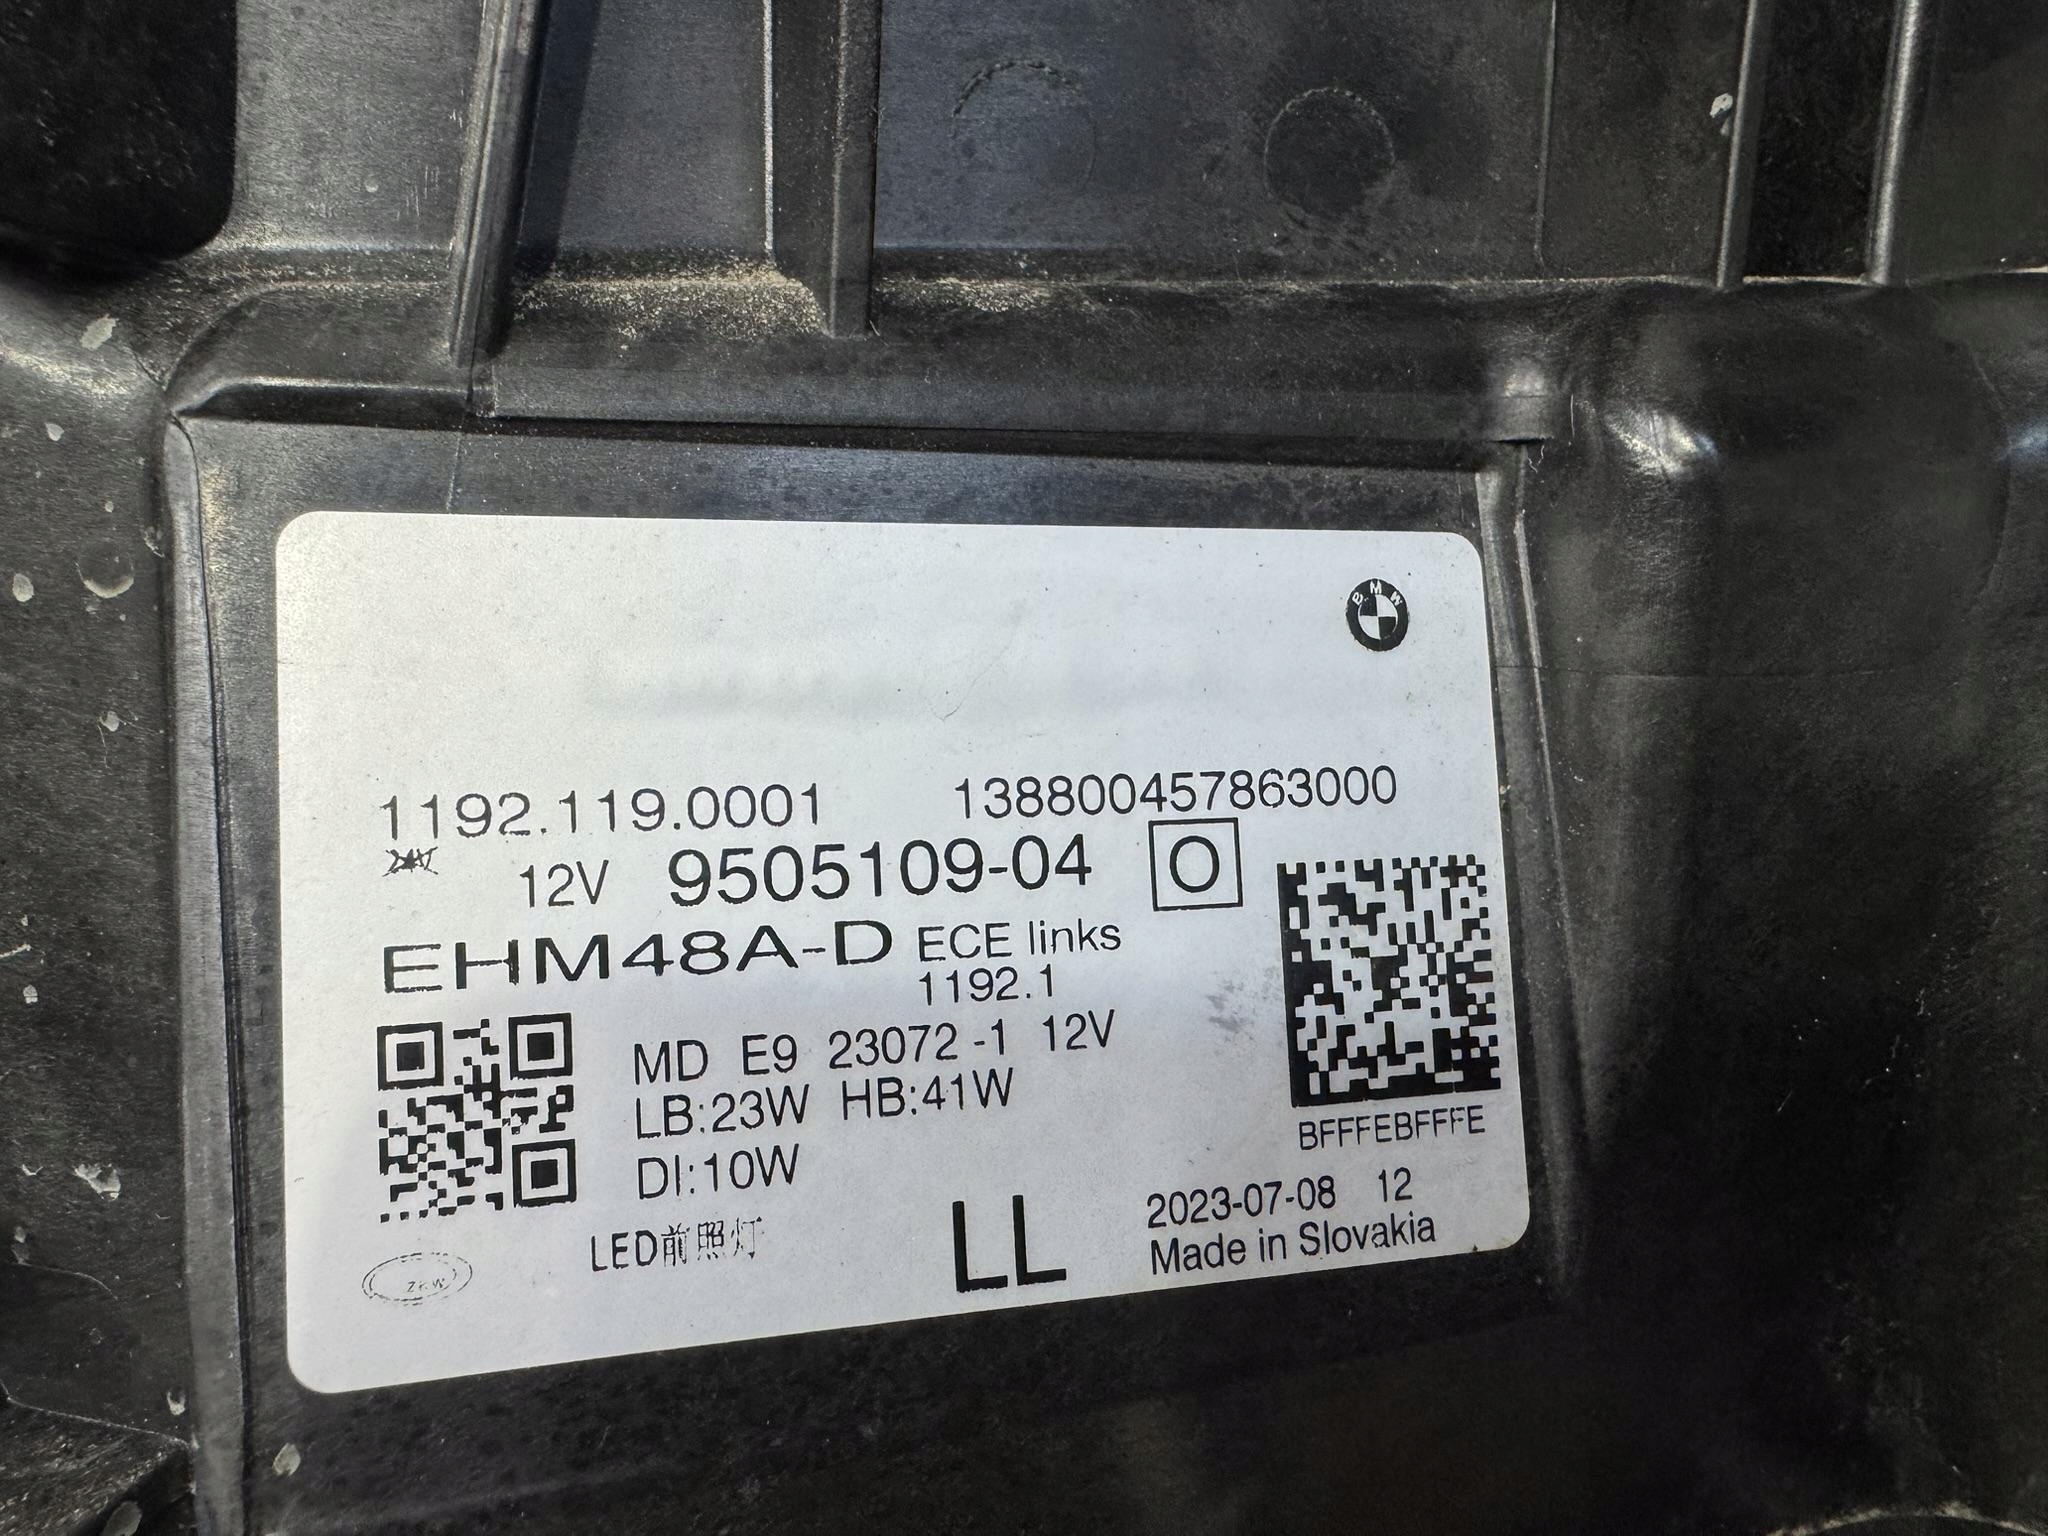 BMW
1192.119.0001 138800457863000
12V 9505109-04 O
EHM48A-D ECE links
1192.1
MD E9 23072 -1 12V
LB:23W HB:41W
DI:10W
BFFFEBFFFE
2023-07-08 12
LED前照灯 LL Made in Slovakia
ZKW